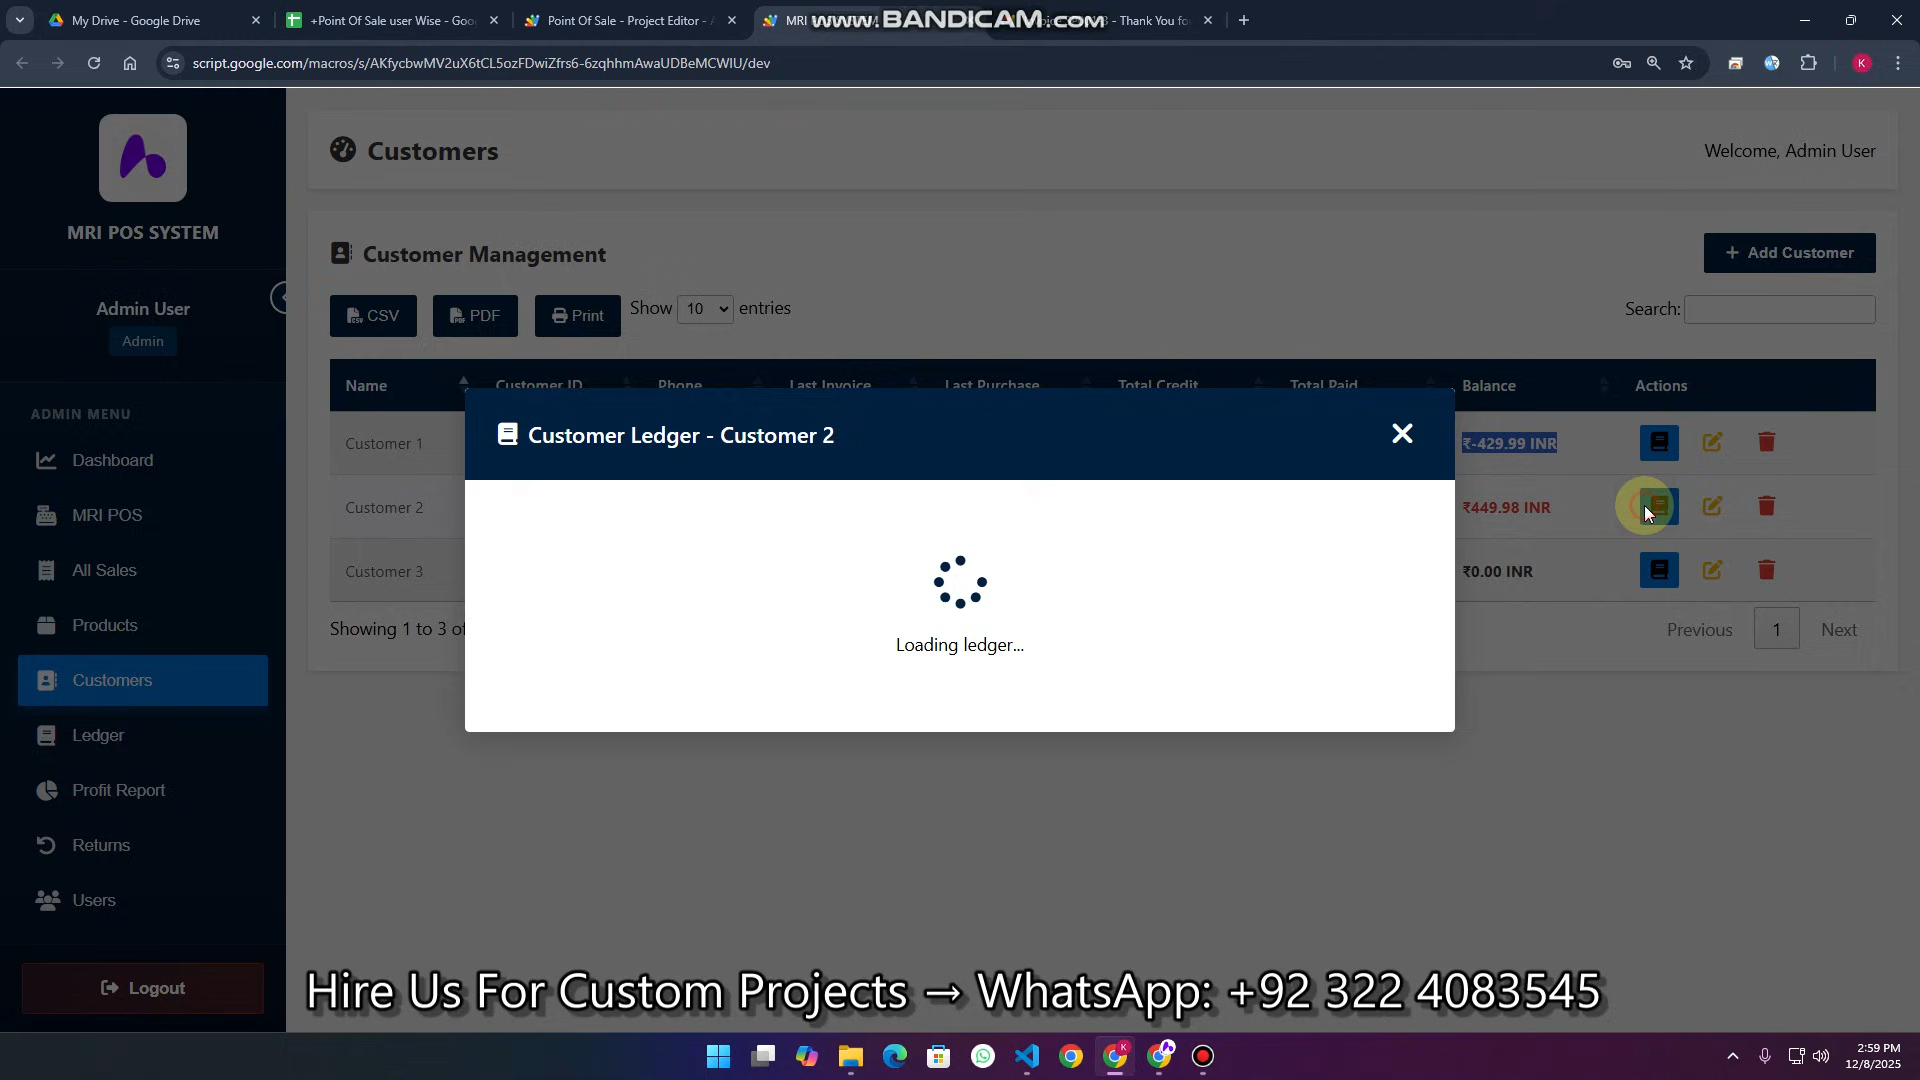 My Drive - Google Drive
+Point Of Sale user Wise - Goog
Point Of Sale - Project Editor - A
MRI
www.BANDICAM.com
- Thank You fo
script.google.com/macros/s/AKfycbwMV2uX6tCL5ozFDwiZfrs6-6zqhhmAwaUDBeMCWIU/dev
K
MRI POS SYSTEM
Admin User
Admin
ADMIN MENU
Dashboard
MRI POS
All Sales
Products
Customers
Ledger
Profit Report
Returns
Users
Logout
Customers
Welcome, Admin User
Customer Management
+ Add Customer
CSV
PDF
Print
Show 10 entries
Search:
Name Customer ID Phone Last Invoice Last Purchase Total Credit Total Paid Balance Actions
Customer 1 ₹-429.99 INR
Customer 2 ₹449.98 INR
Customer 3 ₹0.00 INR
Showing 1 to 3 of
Previous 1 Next
Customer Ledger - Customer 2
Loading ledger...
Hire Us For Custom Projects → WhatsApp: +92 322 4083545
2:59 PM
12/8/2025